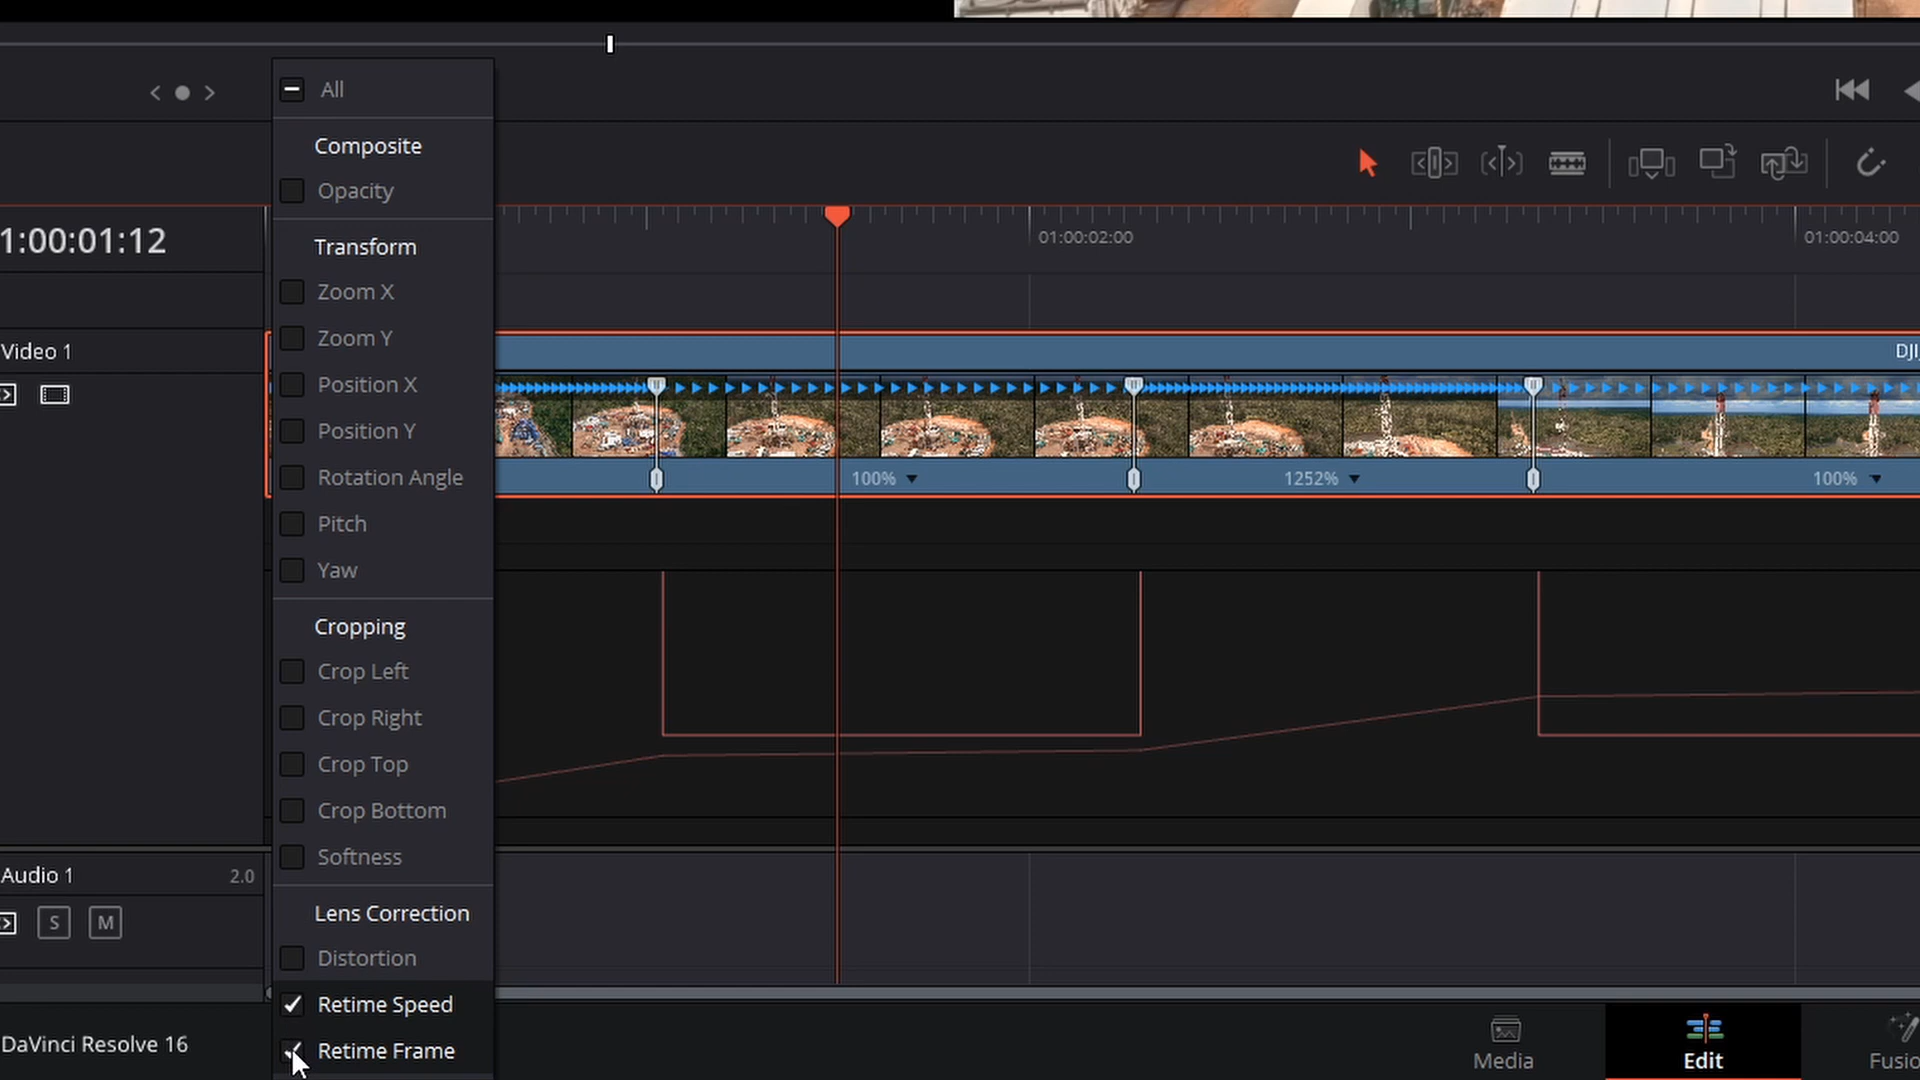 All
Composite
Opacity
Transform
Zoom X
Zoom Y
Position X
Position Y
Rotation Angle
Pitch
Yaw
Cropping
Crop Left
Crop Right
Crop Top
Crop Bottom
Softness
Lens Correction
Distortion
Retime Speed
Retime Frame
1:00:01:12
01:00:02:00
01:00:04:00
Video 1
DJI
100%
1252%
100%
Audio 1
2.0
S
M
DaVinci Resolve 16
Media
Edit
Fusio